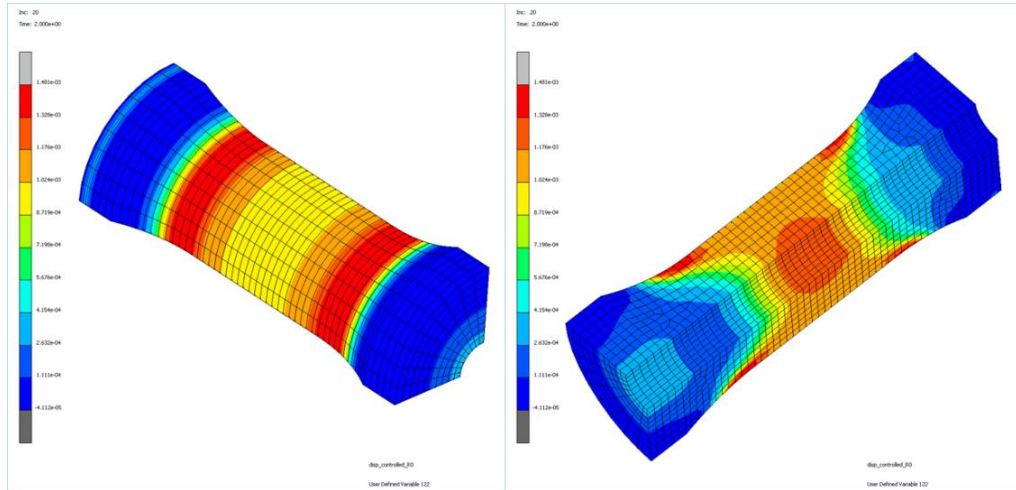 Inc: 20
Time: 2.000e+00
1.481e-03
1.328e-03
1.176e-03
1.024e-03
8.719e-04
7.198e-04
5.676e-04
4.154e-04
2.632e-04
1.111e-04
-4.112e-05
disp_controlled_R0
User Defined Variable 122
Inc: 20
Time: 2.000e+00
1.481e-03
1.328e-03
1.176e-03
1.024e-03
8.719e-04
7.198e-04
5.676e-04
4.154e-04
2.632e-04
1.111e-04
-4.112e-05
disp_controlled_R0
User Defined Variable 122